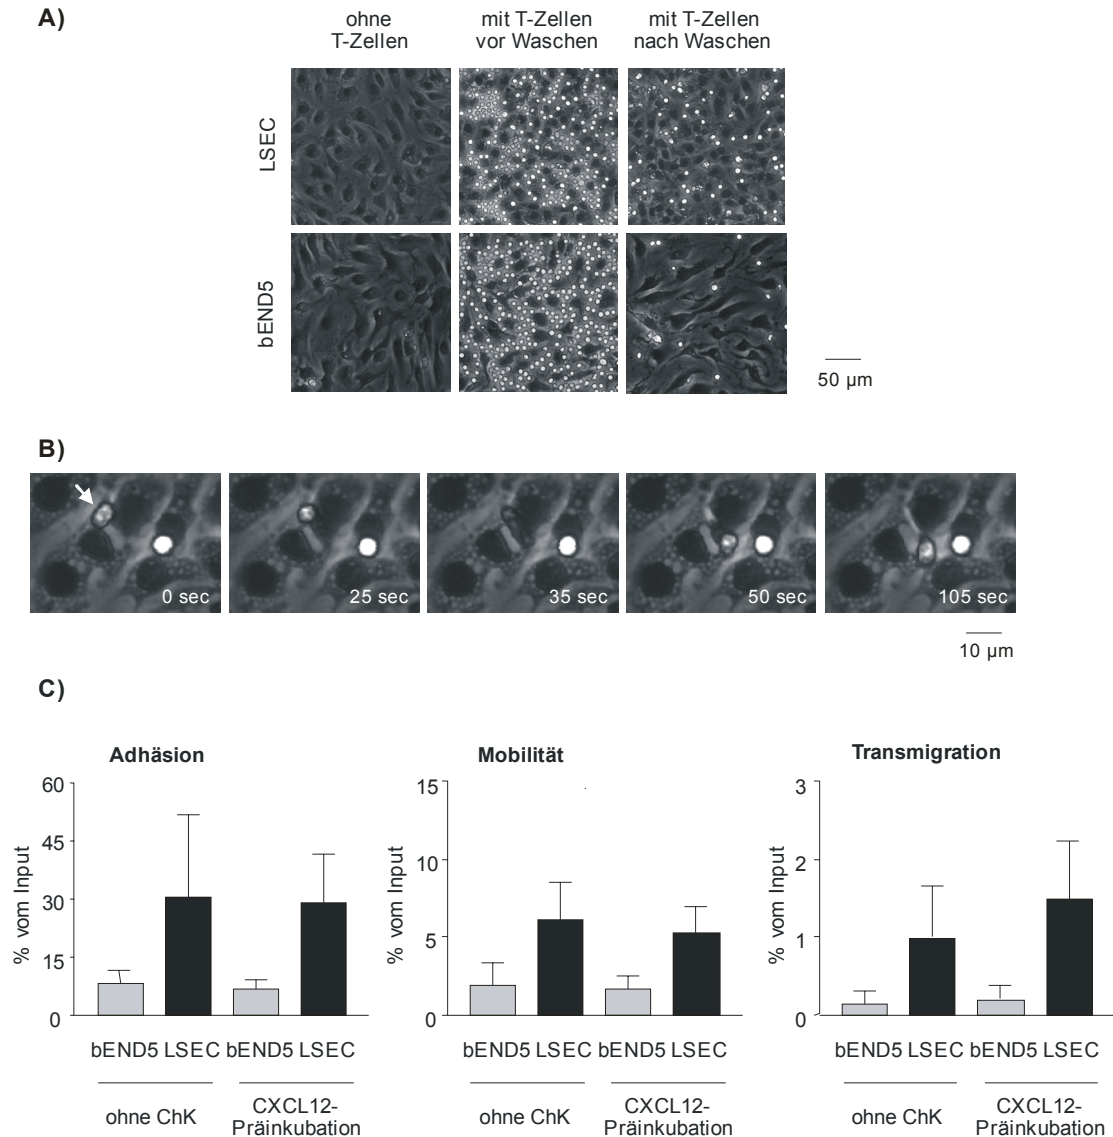 A)
ohne
T-Zellen
mit T-Zellen
vor Waschen
mit T-Zellen
nach Waschen
LSEC
bEND5
50 µm
B)
0 sec
25 sec
35 sec
50 sec
105 sec
10 µm
C)
Adhäsion
% vom Input
60
45
30
15
0
bEND5 LSEC bEND5 LSEC
ohne ChK
CXCL12-
Präinkubation
Mobilität
% vom Input
15
10
5
0
bEND5 LSEC bEND5 LSEC
ohne ChK
CXCL12-
Präinkubation
Transmigration
% vom Input
3
2
1
0
bEND5 LSEC bEND5 LSEC
ohne ChK
CXCL12-
Präinkubation